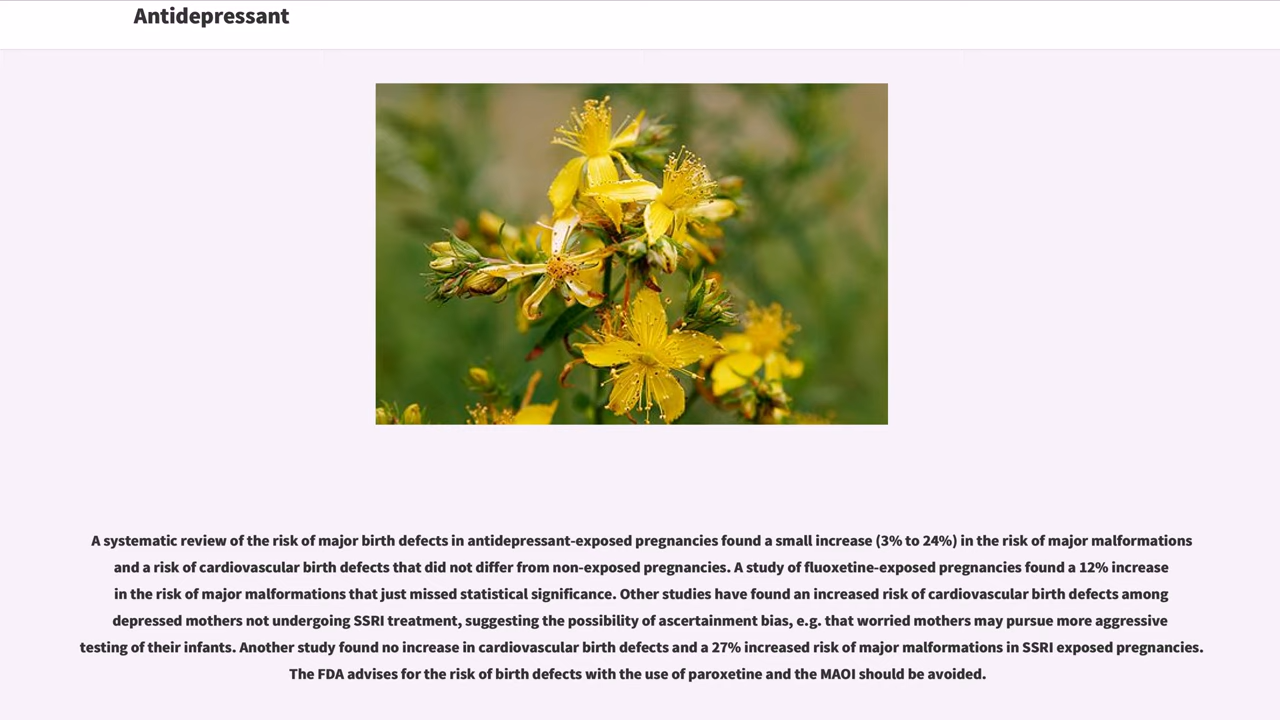 Antidepressant
A systematic review of the risk of major birth defects in antidepressant-exposed pregnancies found a small increase (3% to 24%) in the risk of major malformations
and a risk of cardiovascular birth defects that did not differ from non-exposed pregnancies. A study of fluoxetine-exposed pregnancies found a 12% increase
in the risk of major malformations that just missed statistical significance. Other studies have found an increased risk of cardiovascular birth defects among
depressed mothers not undergoing SSRI treatment, suggesting the possibility of ascertainment bias, e.g. that worried mothers may pursue more aggressive
testing of their infants. Another study found no increase in cardiovascular birth defects and a 27% increased risk of major malformations in SSRI exposed pregnancies.
The FDA advises for the risk of birth defects with the use of paroxetine and the MAOI should be avoided.